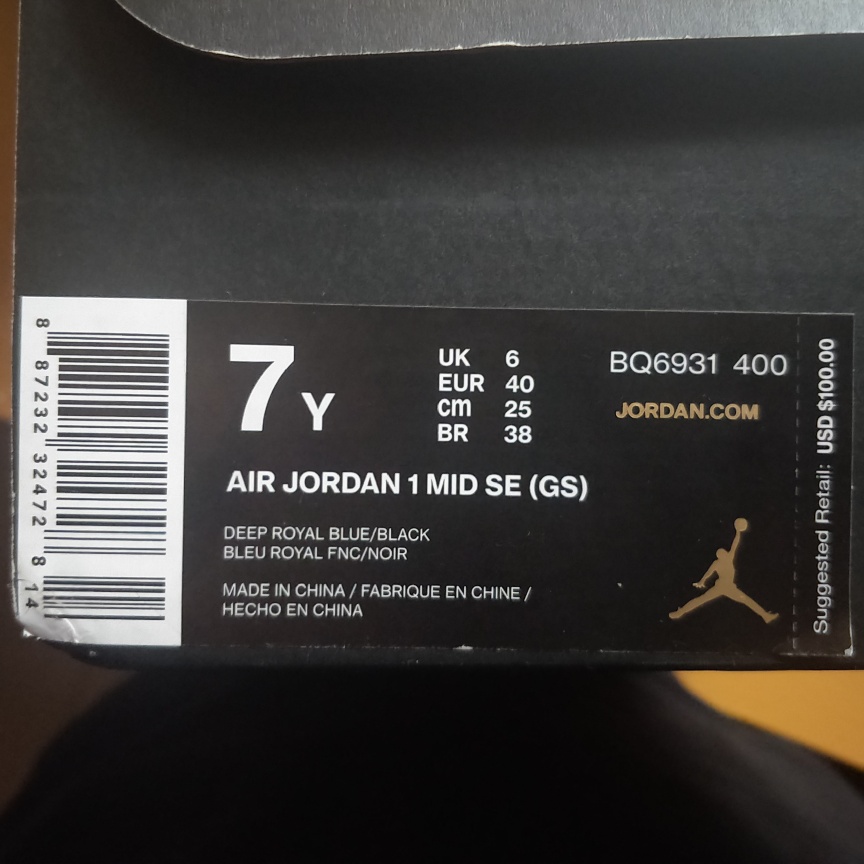 8 87232 32472 8 14
7Y
UK 6
EUR 40
cm 25
BR 38
BQ6931 400
JORDAN.COM
AIR JORDAN 1 MID SE (GS)
DEEP ROYAL BLUE/BLACK
BLEU ROYAL FNC/NOIR
MADE IN CHINA / FABRIQUE EN CHINE /
HECHO EN CHINA
Suggested Retail: USD $100.00